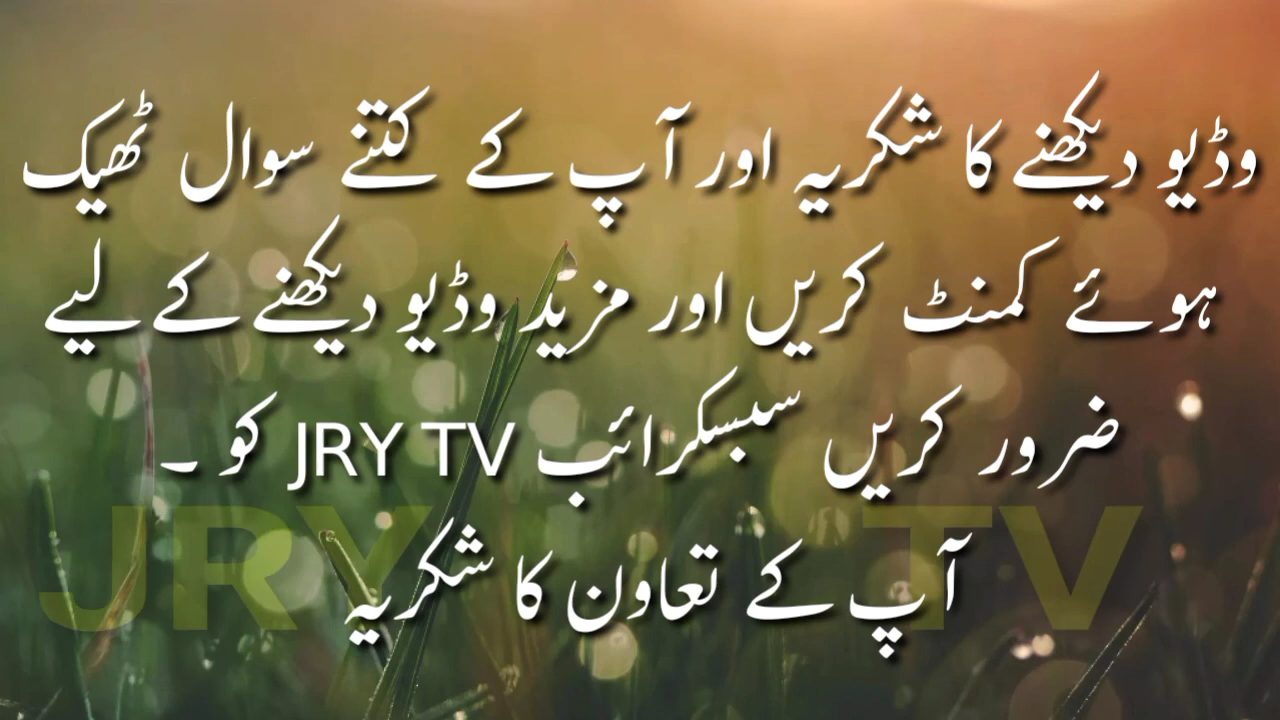 وڈیو دیکھنے کا شکریہ اور آپ کے کتنے سوال ٹھیک
ہوئے کمنٹ کریں اور مزید وڈیو دیکھنے کے لیے
ضرور کریں سبسکرائب JRY TV کو ۔
آپ کے تعاون کا شکریہ
JRY TV